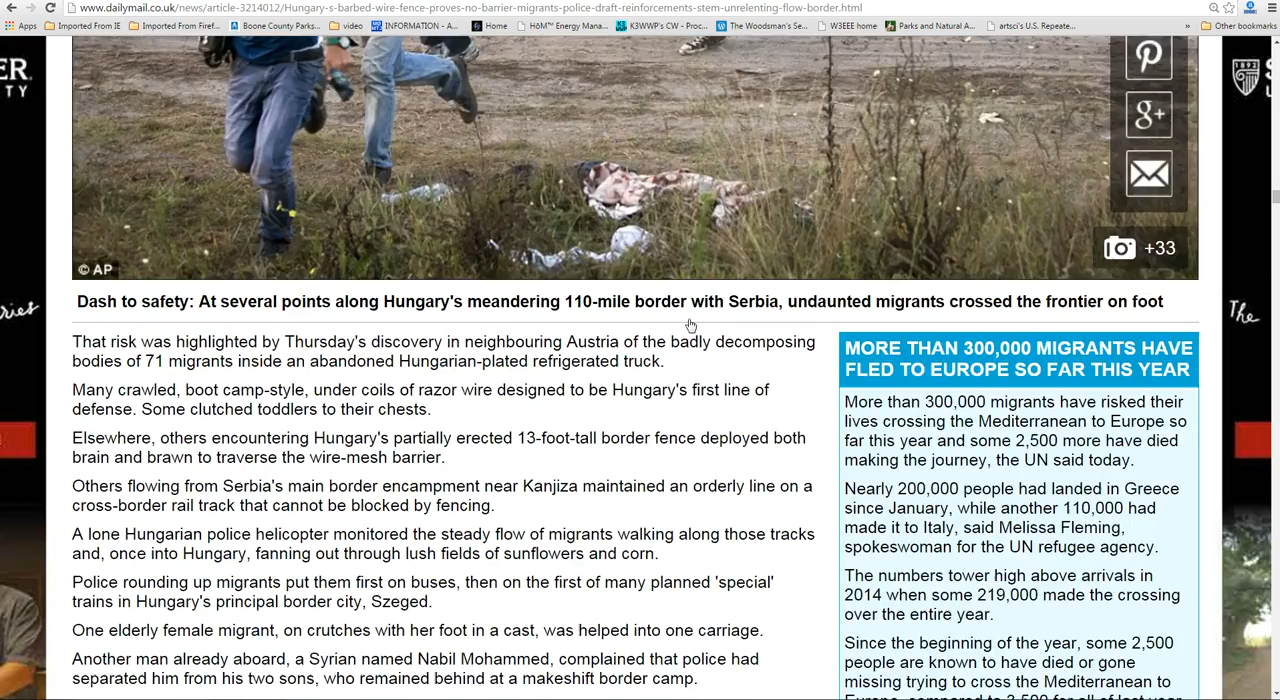 www.dailymail.co.uk/news/article-3214012/Hungary-s-barbed-wire-fence-proves-no-barrier-migrants-police-draft-reinforcements-stem-unrelenting-flow-border.html
Apps Imported From IE Imported From Firef... Boone County Parks... video INFORMATION - A... Home HöM™ Energy Mana... K3WWP's CW - Proc... The Woodsman's Se... W3EEE home Parks and Natural A... artsci's U.S. Repeate... » Other bookmarks
ER.
TY
1892
g+
+33
© AP
Dash to safety: At several points along Hungary's meandering 110-mile border with Serbia, undaunted migrants crossed the frontier on foot
ries
The
That risk was highlighted by Thursday's discovery in neighbouring Austria of the badly decomposing
bodies of 71 migrants inside an abandoned Hungarian-plated refrigerated truck.
Many crawled, boot camp-style, under coils of razor wire designed to be Hungary's first line of
defense. Some clutched toddlers to their chests.
Elsewhere, others encountering Hungary's partially erected 13-foot-tall border fence deployed both
brain and brawn to traverse the wire-mesh barrier.
Others flowing from Serbia's main border encampment near Kanjiza maintained an orderly line on a
cross-border rail track that cannot be blocked by fencing.
A lone Hungarian police helicopter monitored the steady flow of migrants walking along those tracks
and, once into Hungary, fanning out through lush fields of sunflowers and corn.
Police rounding up migrants put them first on buses, then on the first of many planned 'special'
trains in Hungary's principal border city, Szeged.
One elderly female migrant, on crutches with her foot in a cast, was helped into one carriage.
Another man already aboard, a Syrian named Nabil Mohammed, complained that police had
separated him from his two sons, who remained behind at a makeshift border camp.
MORE THAN 300,000 MIGRANTS HAVE
FLED TO EUROPE SO FAR THIS YEAR
More than 300,000 migrants have risked their
lives crossing the Mediterranean to Europe so
far this year and some 2,500 more have died
making the journey, the UN said today.
Nearly 200,000 people had landed in Greece
since January, while another 110,000 had
made it to Italy, said Melissa Fleming,
spokeswoman for the UN refugee agency.
The numbers tower high above arrivals in
2014 when some 219,000 made the crossing
over the entire year.
Since the beginning of the year, some 2,500
people are known to have died or gone
missing trying to cross the Mediterranean to
Europe, compared to 3,500 for all of last year